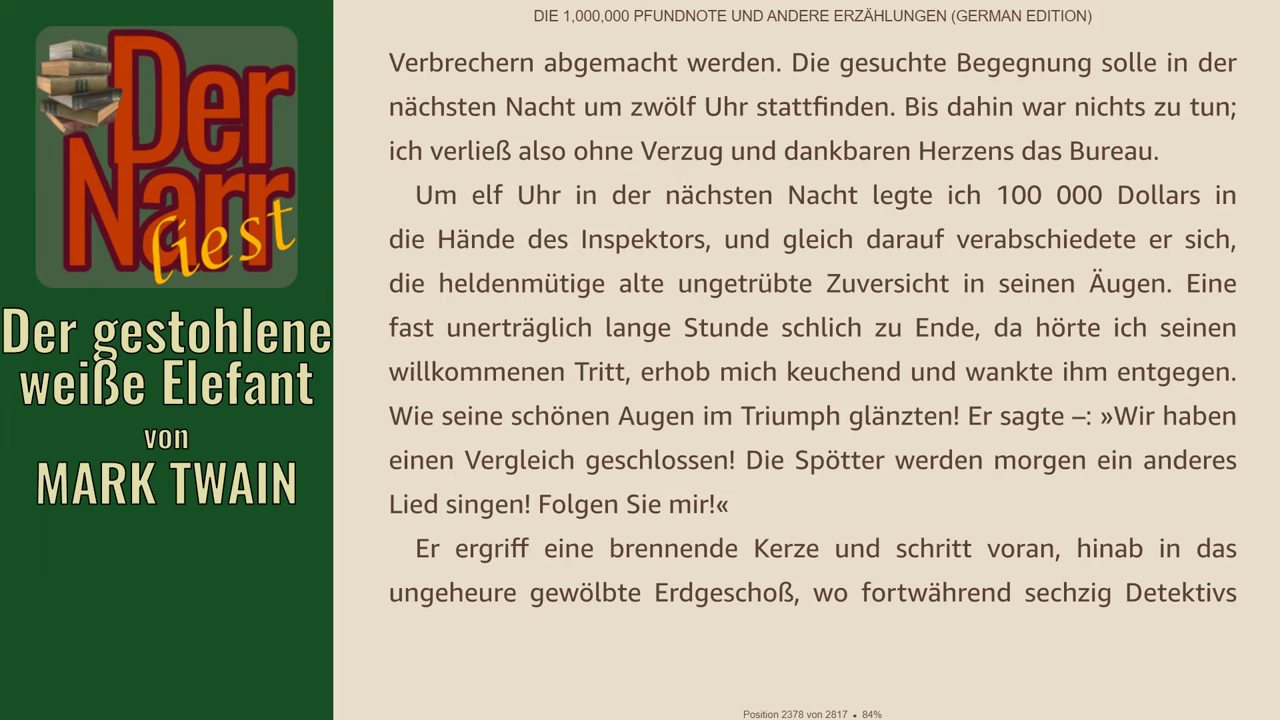 Der
Narr
liest
Der gestohlene
weiße Elefant
von
MARK TWAIN
DIE 1,000,000 PFUNDNOTE UND ANDERE ERZÄHLUNGEN (GERMAN EDITION)
Verbrechern abgemacht werden. Die gesuchte Begegnung solle in der
nächsten Nacht um zwölf Uhr stattfinden. Bis dahin war nichts zu tun;
ich verließ also ohne Verzug und dankbaren Herzens das Bureau.
Um elf Uhr in der nächsten Nacht legte ich 100 000 Dollars in
die Hände des Inspektors, und gleich darauf verabschiedete er sich,
die heldenmütige alte ungetrübte Zuversicht in seinen Äugen. Eine
fast unerträglich lange Stunde schlich zu Ende, da hörte ich seinen
willkommenen Tritt, erhob mich keuchend und wankte ihm entgegen.
Wie seine schönen Augen im Triumph glänzten! Er sagte –: »Wir haben
einen Vergleich geschlossen! Die Spötter werden morgen ein anderes
Lied singen! Folgen Sie mir!«
Er ergriff eine brennende Kerze und schritt voran, hinab in das
ungeheure gewölbte Erdgeschoß, wo fortwährend sechzig Detektivs
Position 2378 von 2817 • 84%